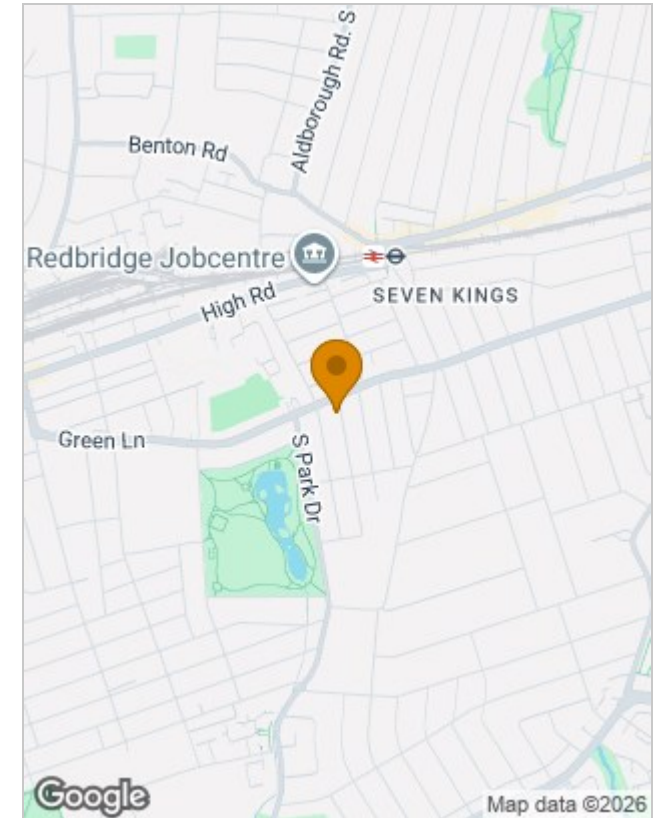 Aldborough Rd. S
Benton Rd
Redbridge Jobcentre
High Rd
SEVEN KINGS
Green Ln
S Park Dr
Google
Map data ©2026